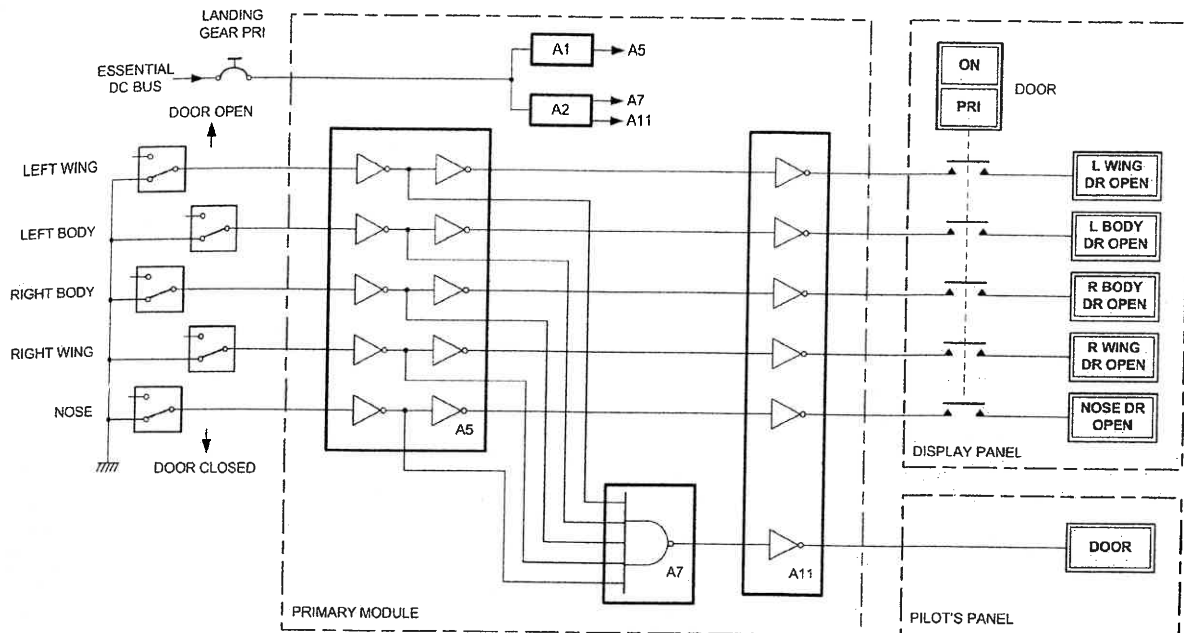 LANDING
GEAR PRI
ESSENTIAL
DC BUS
A1
A5
A2
A7
A11
ON
PRI
DOOR
DOOR OPEN
LEFT WING
LEFT BODY
RIGHT BODY
RIGHT WING
NOSE
DOOR CLOSED
A5
A7
A11
PRIMARY MODULE
L WING
DR OPEN
L BODY
DR OPEN
R BODY
DR OPEN
R WING
DR OPEN
NOSE DR
OPEN
DISPLAY PANEL
DOOR
PILOT'S PANEL